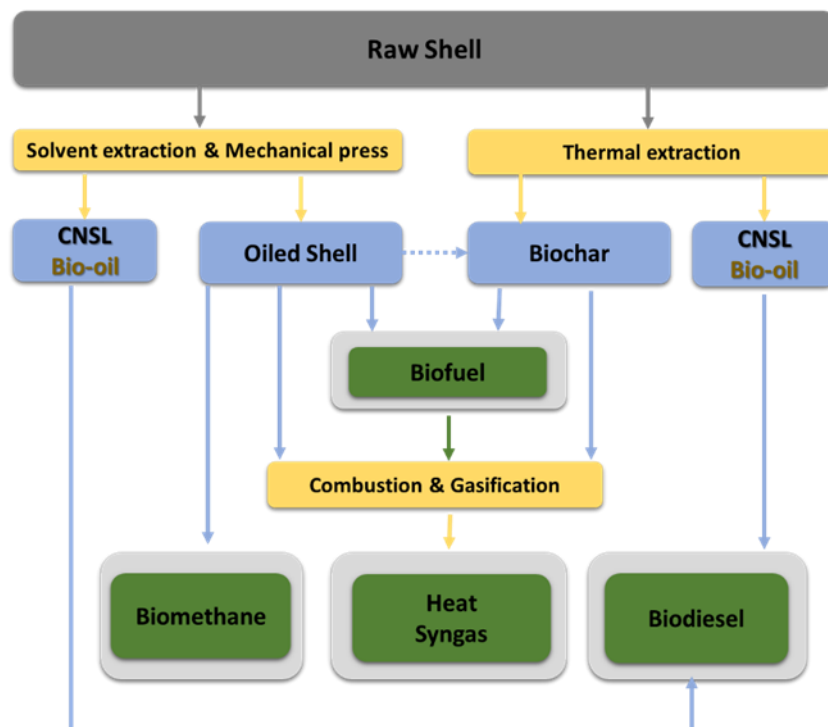 Raw Shell
Solvent extraction & Mechanical press
Thermal extraction
CNSL
Bio-oil
Oiled Shell
Biochar
CNSL
Bio-oil
Biofuel
Combustion & Gasification
Biomethane
Heat
Syngas
Biodiesel